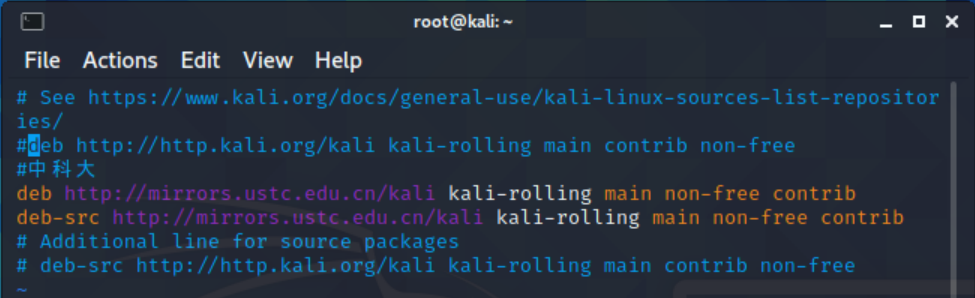 root@kali: ~
File Actions Edit View Help
# See https://www.kali.org/docs/general-use/kali-linux-sources-list-repositor
ies/
#deb http://http.kali.org/kali kali-rolling main contrib non-free
#中科大
deb http://mirrors.ustc.edu.cn/kali kali-rolling main non-free contrib
deb-src http://mirrors.ustc.edu.cn/kali kali-rolling main non-free contrib
# Additional line for source packages
# deb-src http://http.kali.org/kali kali-rolling main contrib non-free
~